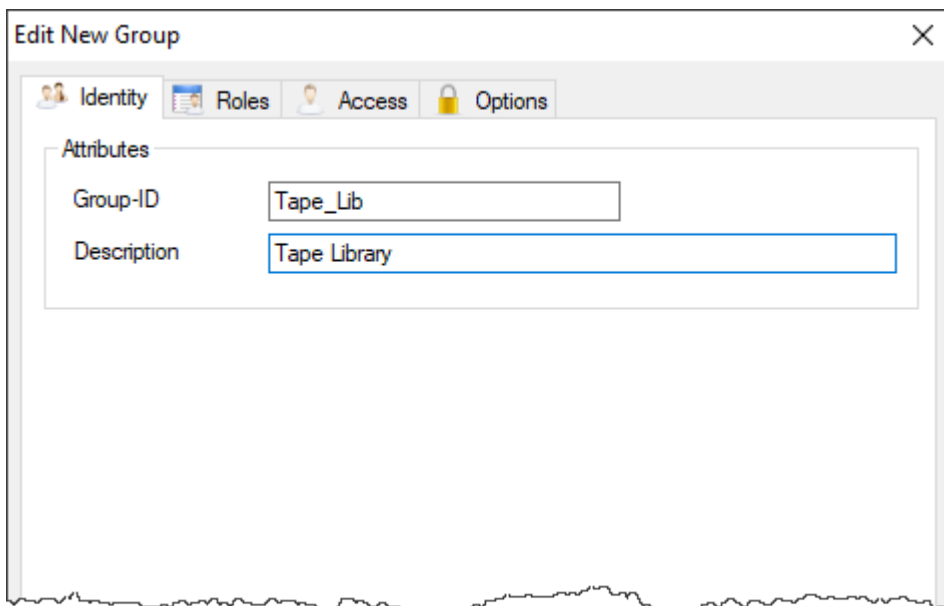 Edit New Group
Identity Roles Access Options
Attributes
Group-ID Tape_Lib
Description Tape Library